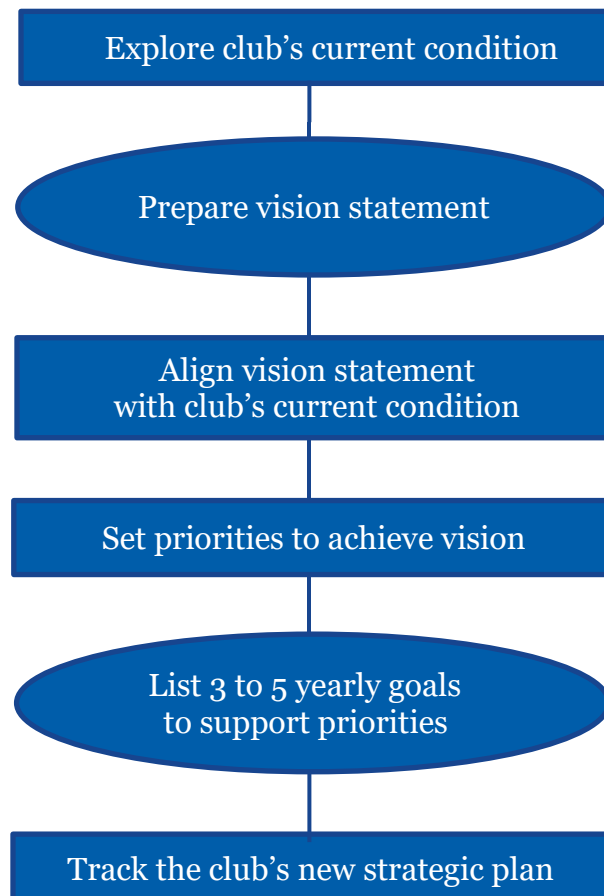 Explore club’s current condition
Prepare vision statement
Align vision statement
with club’s current condition
Set priorities to achieve vision
List 3 to 5 yearly goals
to support priorities
Track the club’s new strategic plan